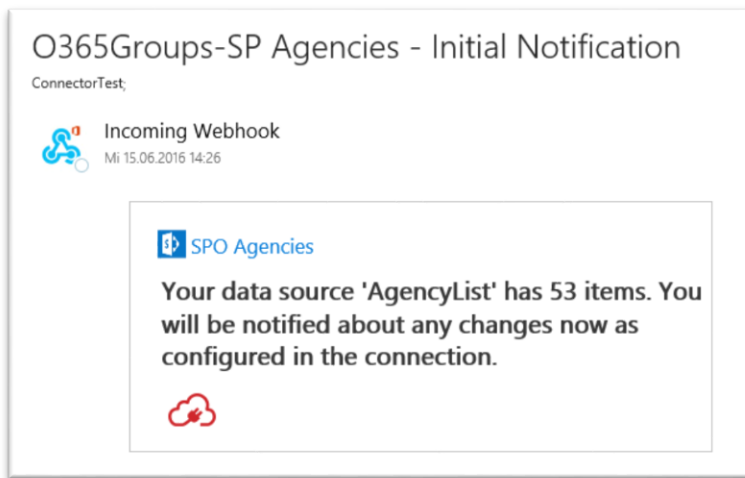 O365Groups-SP Agencies - Initial Notification
ConnectorTest;
Incoming Webhook
Mi 15.06.2016 14:26
SPO Agencies
Your data source 'AgencyList' has 53 items. You
will be notified about any changes now as
configured in the connection.